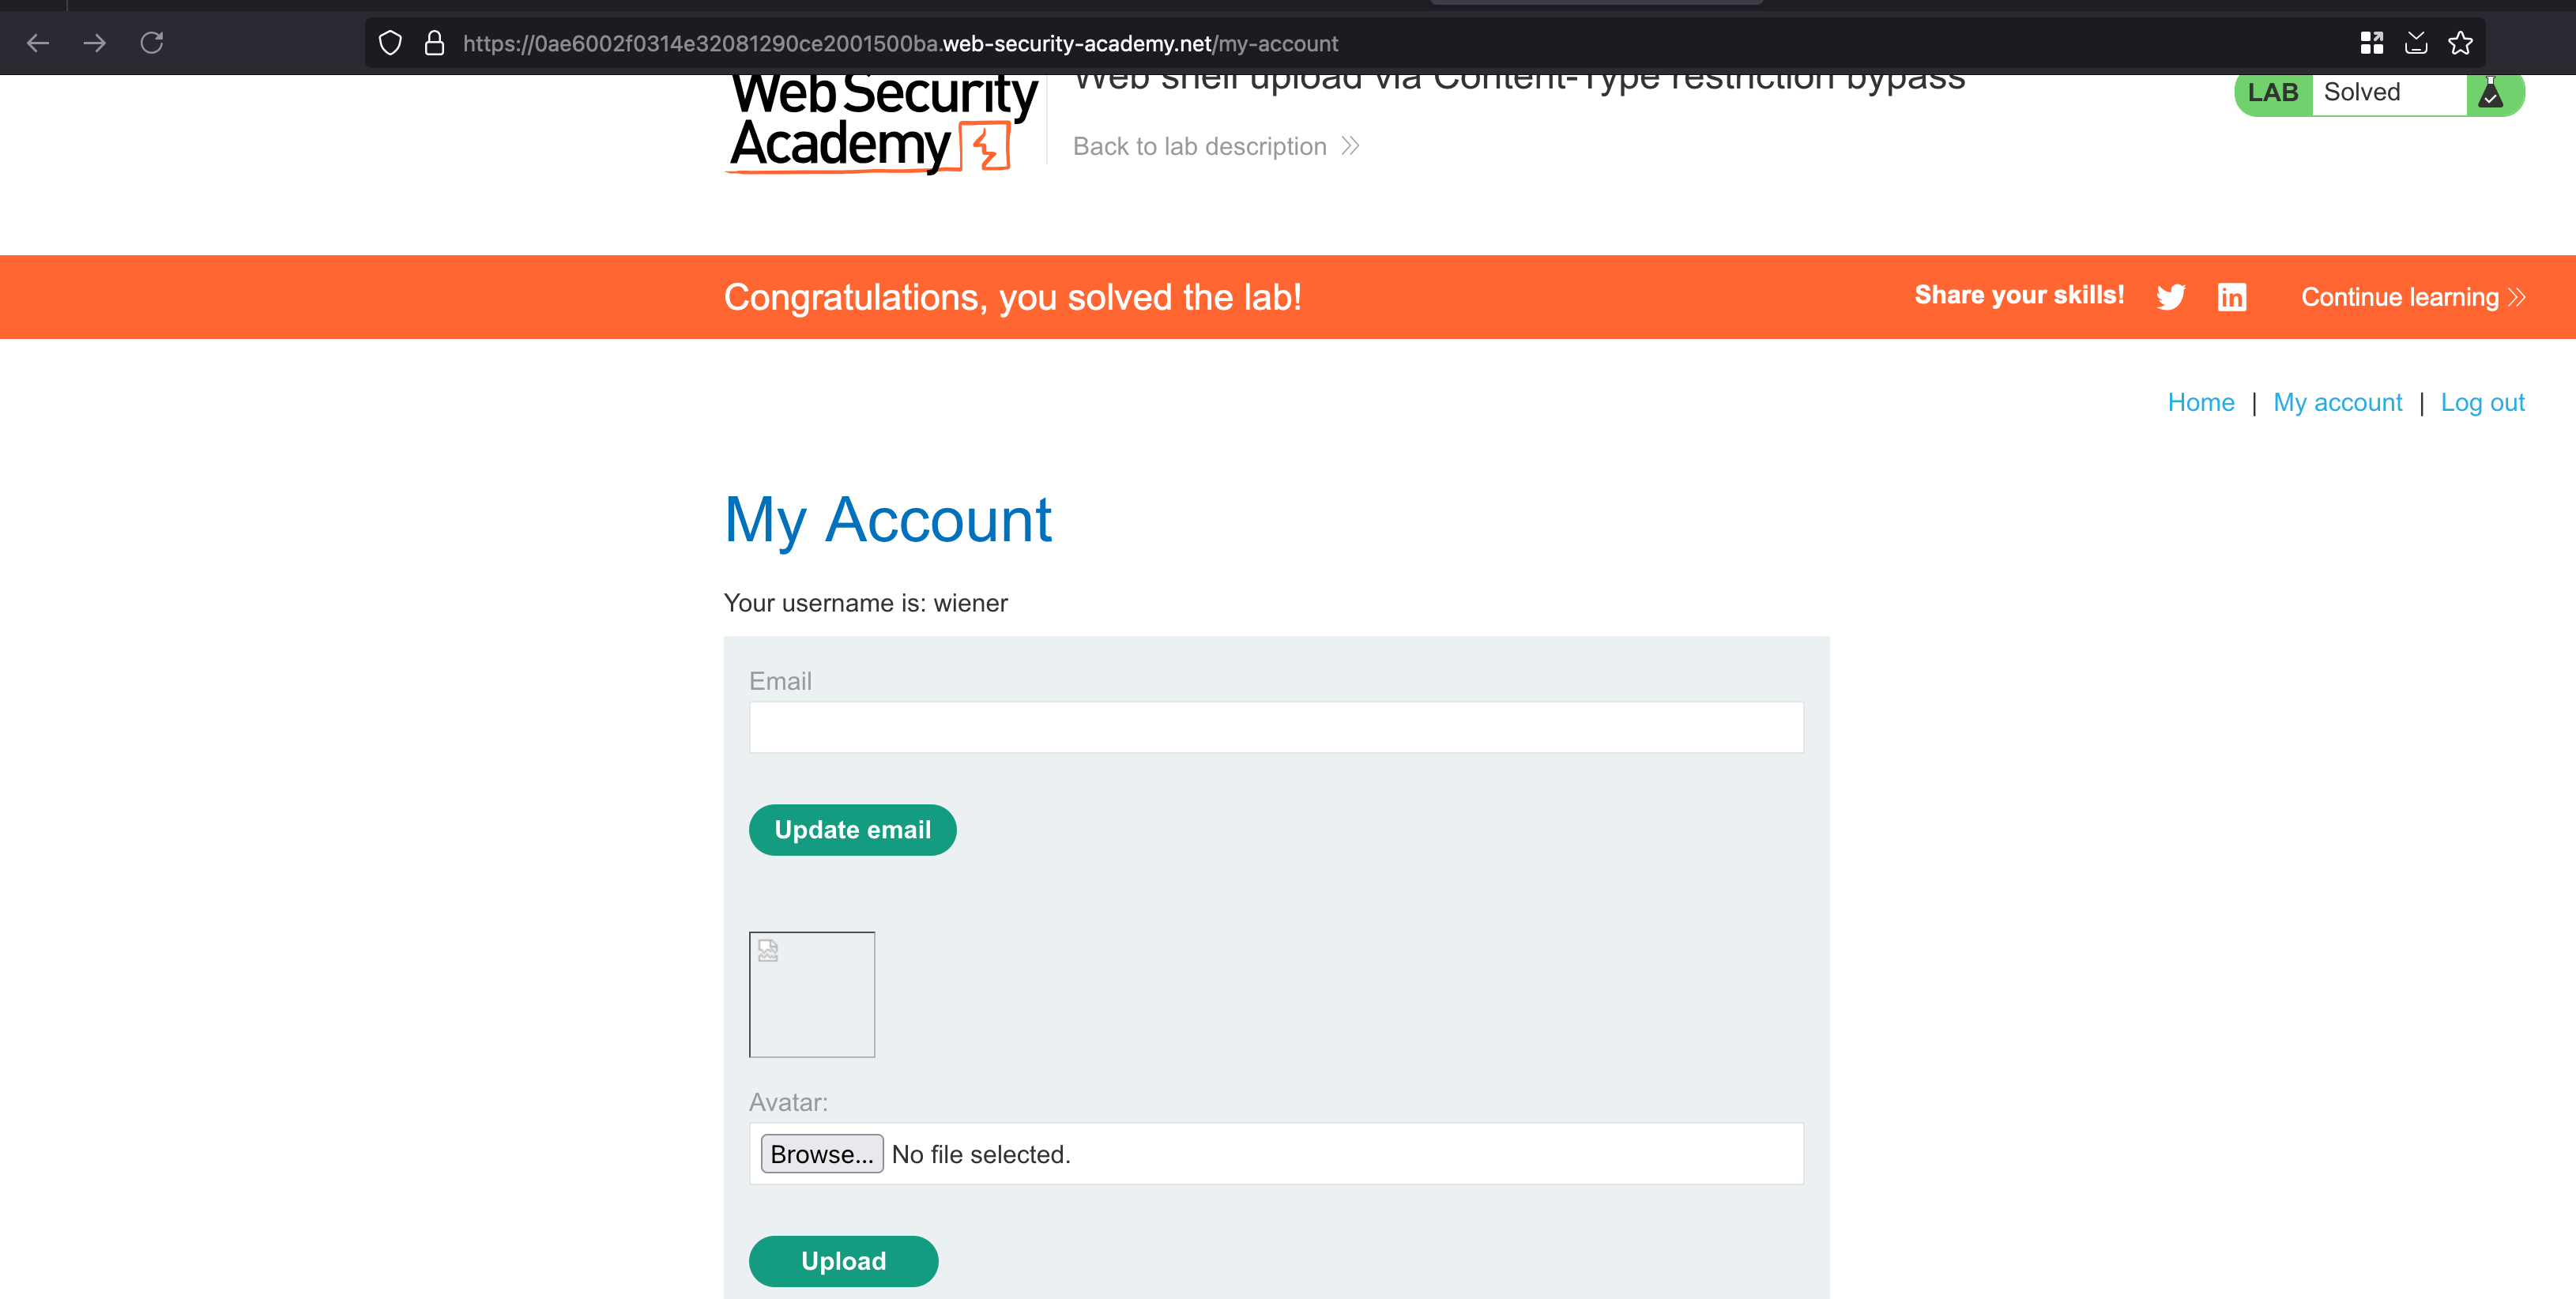 https://0ae6002f0314e32081290ce2001500ba.web-security-academy.net/my-account
Web Security
Academy
Web shell upload via Content-Type restriction bypass
Back to lab description
LAB Solved
Congratulations, you solved the lab!
Share your skills!
Continue learning
Home | My account | Log out
My Account
Your username is: wiener
Email
Update email
Avatar:
Browse... No file selected.
Upload